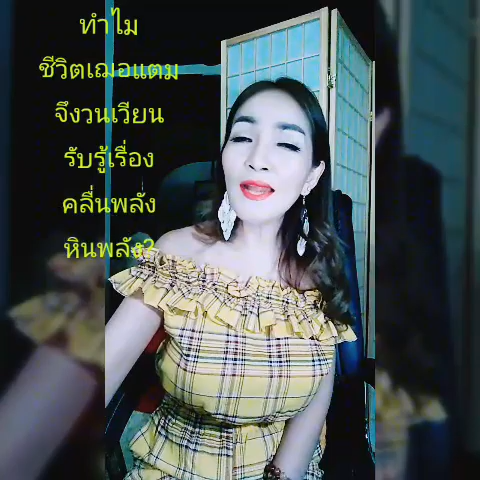 ทำไม
ชีวิตเฌอแตม
จึงวนเวียน
รับรู้เรื่อง
คลื่นพลัง
หินพลัง?